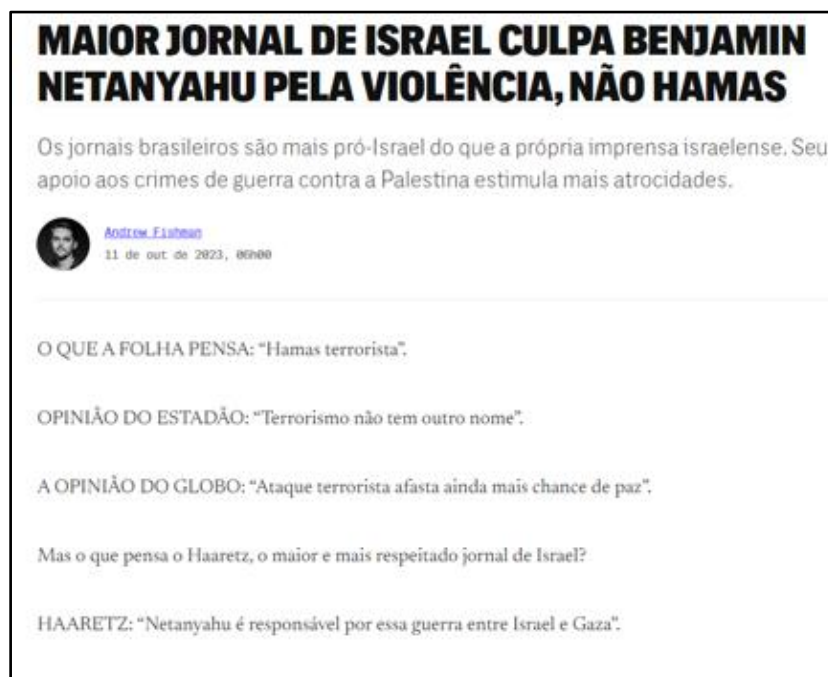 MAIOR JORNAL DE ISRAEL CULPA BENJAMIN
NETANYAHU PELA VIOLÊNCIA, NÃO HAMAS
Os jornais brasileiros são mais pró-Israel do que a própria imprensa israelense. Seu
apoio aos crimes de guerra contra a Palestina estimula mais atrocidades.
Andrew Fishman
11 de out de 2023, 06h00
O QUE A FOLHA PENSA: “Hamas terrorista”.
OPINIÃO DO ESTADÃO: “Terrorismo não tem outro nome”.
A OPINIÃO DO GLOBO: “Ataque terrorista afasta ainda mais chance de paz”.
Mas o que pensa o Haaretz, o maior e mais respeitado jornal de Israel?
HAARETZ: “Netanyahu é responsável por essa guerra entre Israel e Gaza”.